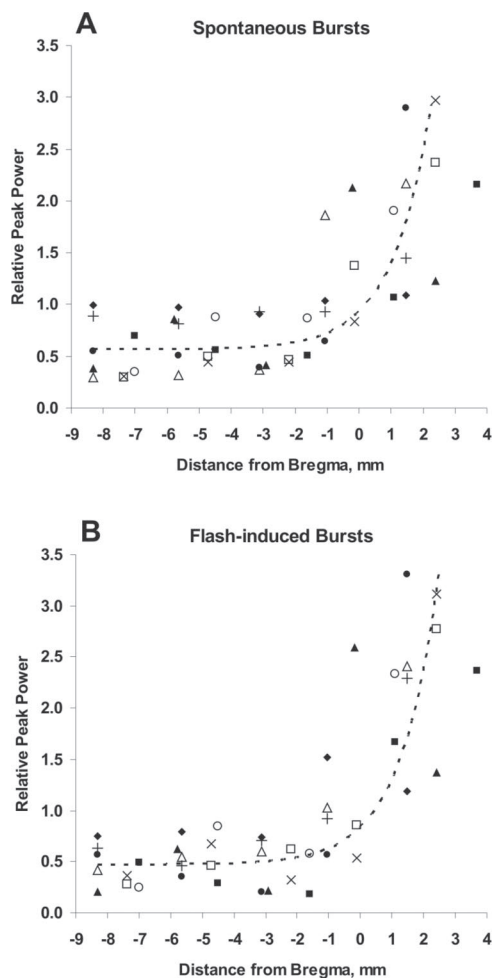 A
Spontaneous Bursts
3.5
3.0
2.5
2.0
1.5
1.0
0.5
0.0
Relative Peak Power
-9 -8 -7 -6 -5 -4 -3 -2 -1 0 1 2 3 4
Distance from Bregma, mm
B
Flash-induced Bursts
3.5
3.0
2.5
2.0
1.5
1.0
0.5
0.0
Relative Peak Power
-9 -8 -7 -6 -5 -4 -3 -2 -1 0 1 2 3 4
Distance from Bregma, mm